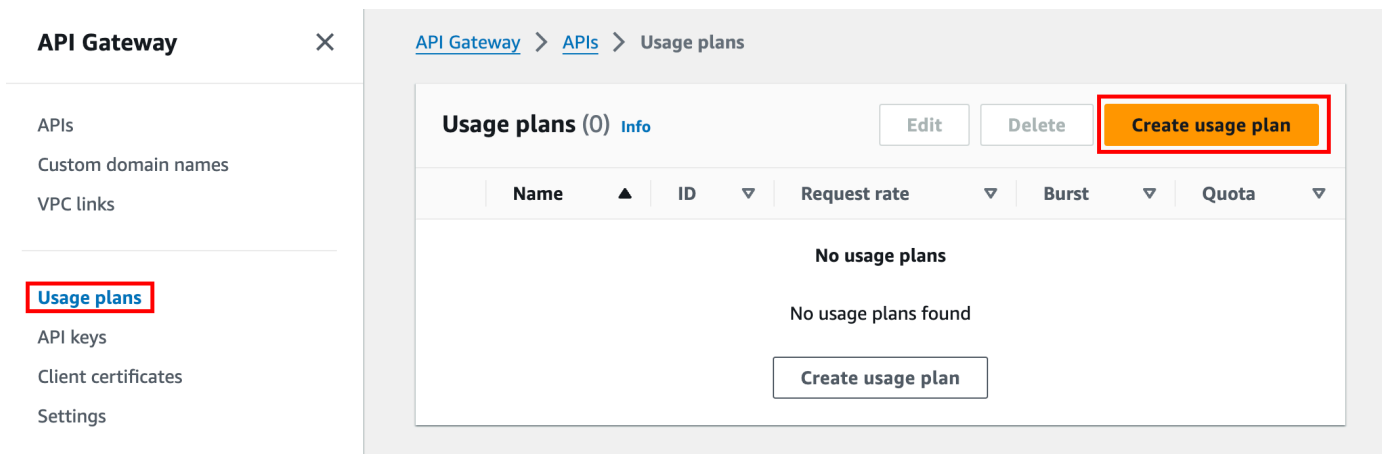 API Gateway
APIs
Custom domain names
VPC links
Usage plans
API keys
Client certificates
Settings
API Gateway > APIs > Usage plans
Usage plans (0) Info Edit Delete Create usage plan
Name ID Request rate Burst Quota
No usage plans
No usage plans found
Create usage plan